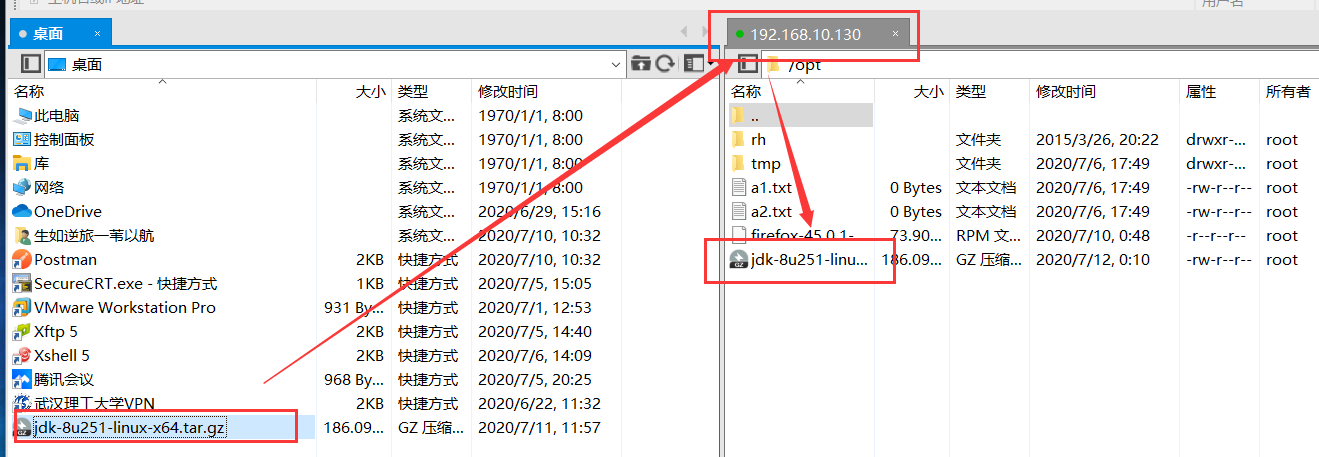 主机名或IP地址
用户名
桌面 ×
192.168.10.130 ×
桌面
/opt
名称 大小 类型 修改时间
此电脑 系统文... 1970/1/1, 8:00
控制面板 系统文... 1970/1/1, 8:00
库 系统文... 1970/1/1, 8:00
网络 系统文... 1970/1/1, 8:00
OneDrive 系统文... 2020/6/29, 15:16
生如逆旅一苇以航 系统文... 2020/7/10, 10:32
Postman 2KB 快捷方式 2020/7/10, 10:32
SecureCRT.exe - 快捷方式 1KB 快捷方式 2020/7/5, 15:05
VMware Workstation Pro 931 By... 快捷方式 2020/7/1, 12:53
Xftp 5 2KB 快捷方式 2020/7/5, 14:40
Xshell 5 2KB 快捷方式 2020/7/6, 14:09
腾讯会议 968 By... 快捷方式 2020/7/5, 20:25
武汉理工大学VPN 2KB 快捷方式 2020/6/22, 11:32
jdk-8u251-linux-x64.tar.gz 186.09... GZ 压缩... 2020/7/11, 11:57
名称 大小 类型 修改时间 属性 所有者
..
rh 文件夹 2015/3/26, 20:22 drwxr-... root
tmp 文件夹 2020/7/6, 17:49 drwxr-... root
a1.txt 0 Bytes 文本文档 2020/7/6, 17:49 -rw-r--r-- root
a2.txt 0 Bytes 文本文档 2020/7/6, 17:49 -rw-r--r-- root
firefox-45.0.1- 73.90... RPM 文... 2020/7/10, 0:48 -r--r--r-- root
jdk-8u251-linu... 186.09... GZ 压缩... 2020/7/12, 0:10 -rw-r--r-- root